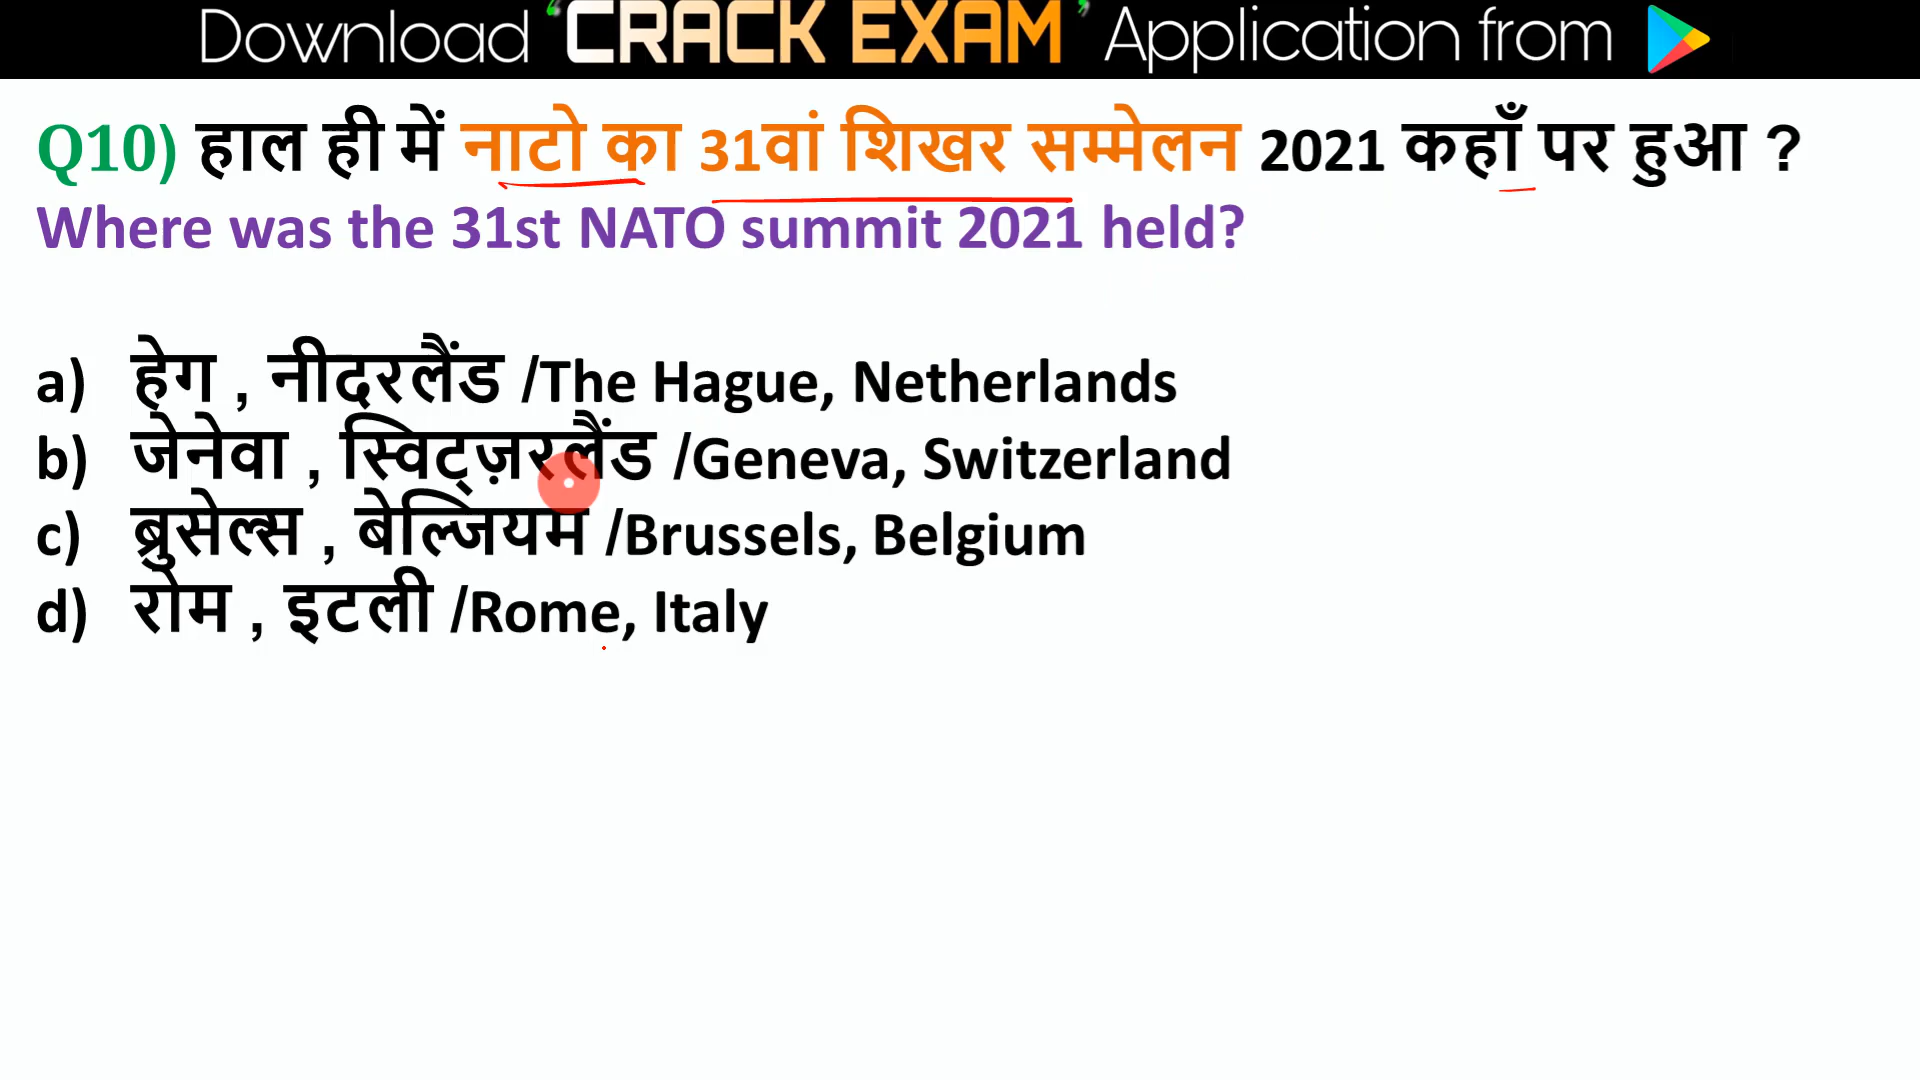 Download ‘CRACK EXAM’ Application from
Q10) हाल ही में नाटो का 31वां शिखर सम्मेलन 2021 कहाँ पर हुआ ?
Where was the 31st NATO summit 2021 held?
a) हेग , नीदरलैंड /The Hague, Netherlands
b) जेनेवा , स्विट्ज़रलैंड /Geneva, Switzerland
c) ब्रुसेल्स , बेल्जियम /Brussels, Belgium
d) रोम , इटली /Rome, Italy